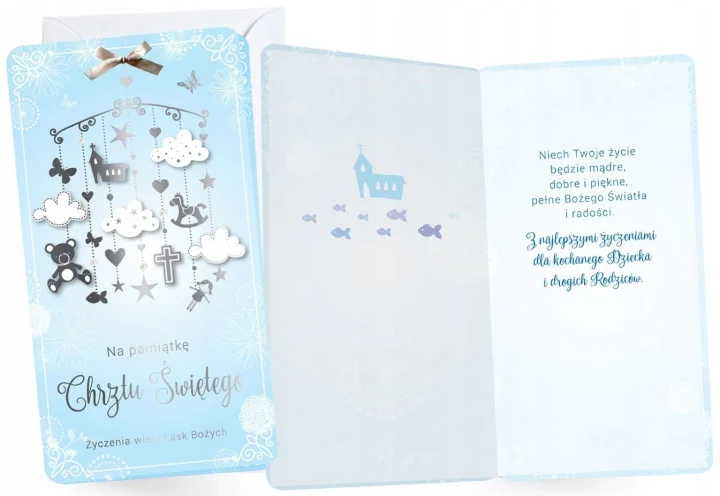 Na pamiątkę
Chrztu Świętego
Życzenia wielu Łask Bożych
Niech Twoje życie
będzie mądre,
dobre i piękne,
pełne Bożego Światła
i radości.
Z najlepszymi życzeniami
dla kochanego Dziecka
i drogich Rodziców.